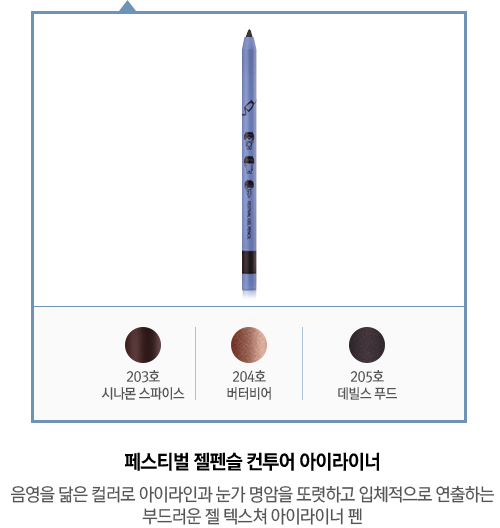 FESTIVAL GEL PENCIL
203호
시나몬 스파이스
204호
버터비어
205호
데빌스 푸드
페스티벌 젤펜슬 컨투어 아이라이너
음영을 닮은 컬러로 아이라인과 눈가 명암을 또렷하고 입체적으로 연출하는
부드러운 젤 텍스쳐 아이라이너 펜